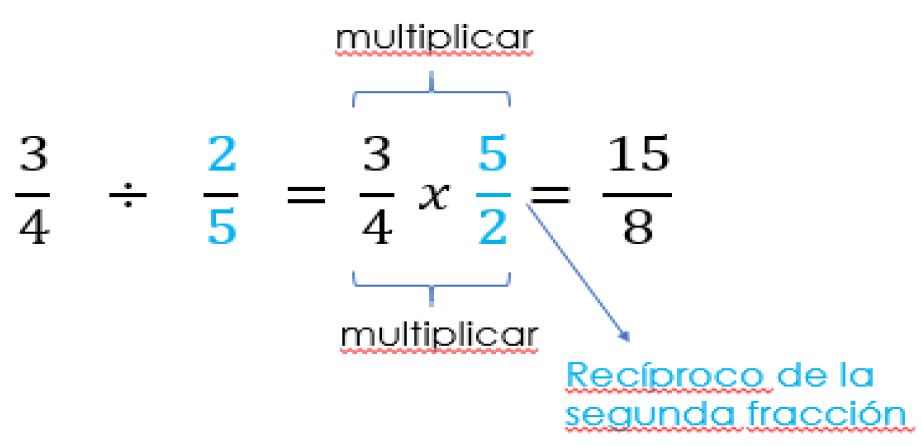 multiplicar
3/4 ÷ 2/5 = 3/4 x 5/2 = 15/8
multiplicar
Recíproco de la
segunda fracción